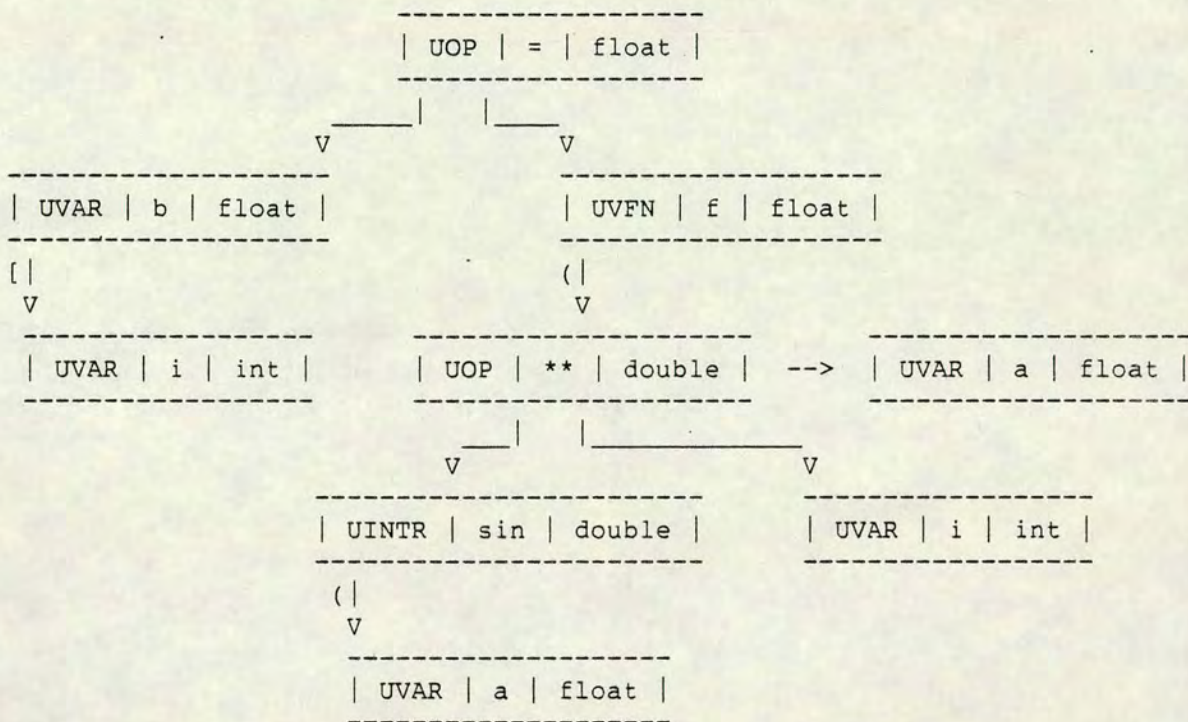 | UOP | = | float |
V V
| UVAR | b | float | | UVFN | f | float |
[| (|
V V
| UVAR | i | int | | UOP | ** | double | --> | UVAR | a | float |
V V
| UINTR | sin | double | | UVAR | i | int |
(|
V
| UVAR | a | float |